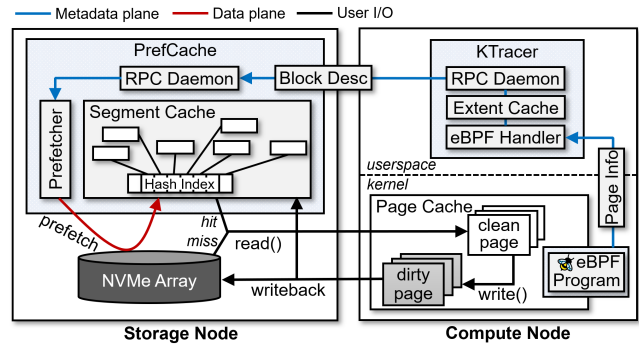 Metadata plane
Data plane
User I/O
PrefCache
RPC Daemon
Block Desc
Prefetcher
Segment Cache
Hash Index
prefetch
hit
miss
read()
NVMe Array
writeback
Storage Node
KTracer
RPC Daemon
Extent Cache
eBPF Handler
userspace
kernel
Page Info
Page Cache
clean
page
dirty
page
write()
eBPF
Program
Compute Node